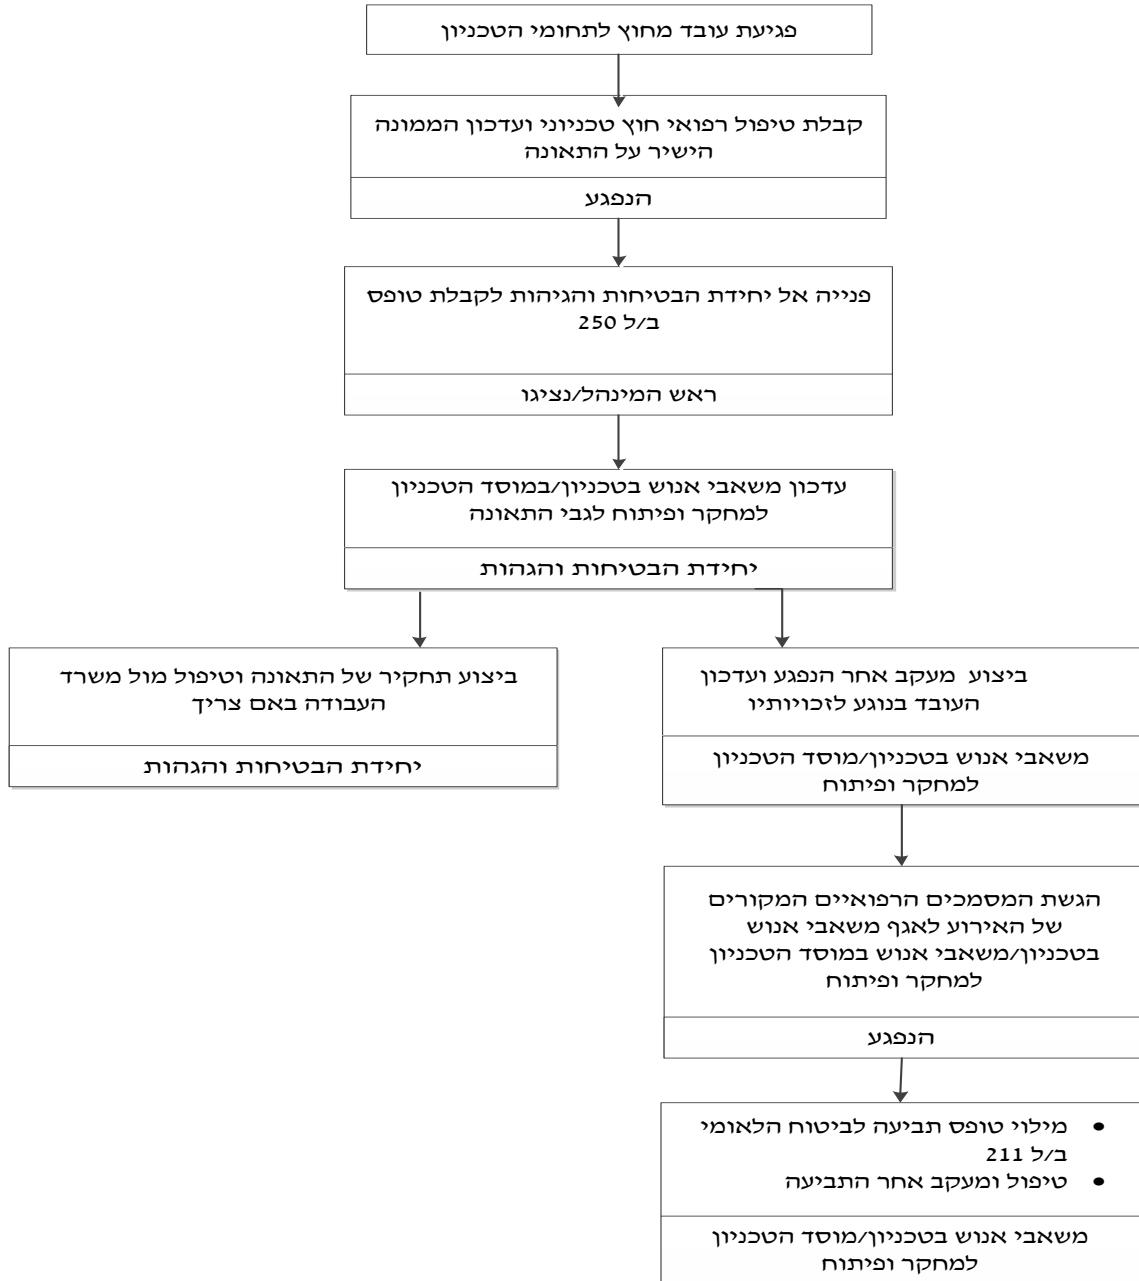 פגיעת עובד מחוץ לתחומי הטכניון
קבלת טיפול רפואי חוץ טכניוני ועדכון הממונה
הישיר על התאונה
הנפגע
פנייה אל יחידת הבטיחות והגיהות לקבלת טופס
ב/ל 250
ראש המינהל/נציגו
עדכון משאבי אנוש בטכניון/במוסד הטכניון
למחקר ופיתוח לגבי התאונה
יחידת הבטיחות והגהות
ביצוע מעקב אחר הנפגע ועדכון
העובד בנוגע לזכויותיו
משאבי אנוש בטכניון/מוסד הטכניון
למחקר ופיתוח
ביצוע תחקיר של התאונה וטיפול מול משרד
העבודה באם צריך
יחידת הבטיחות והגהות
הגשת המסמכים הרפואיים המקורים
של האירוע לאגף משאבי אנוש
בטכניון/משאבי אנוש במוסד הטכניון
למחקר ופיתוח
הנפגע
• מילוי טופס תביעה לביטוח הלאומי
ב/ל 211
• טיפול ומעקב אחר התביעה
משאבי אנוש בטכניון/מוסד הטכניון
למחקר ופיתוח